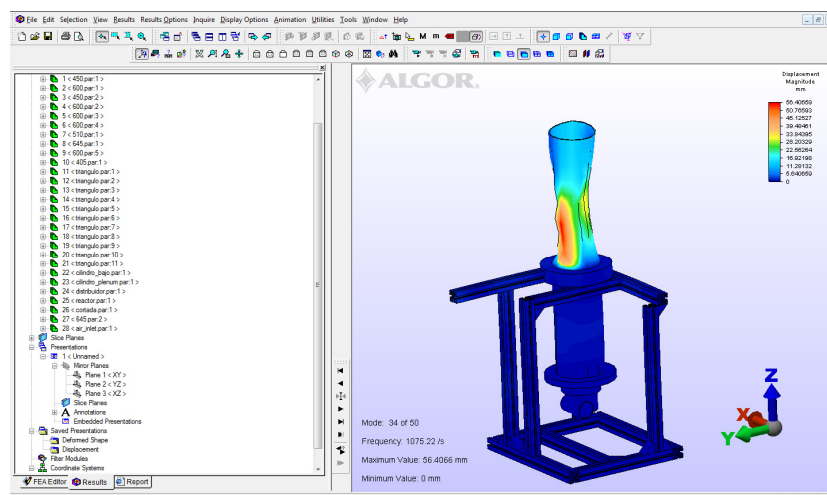 File Edit Selection View Results Results Options Inquire Display Options Animation Utilities Tools Window Help
M m
1 < 450.par:1 >
2 < 600.par:1 >
3 < 450.par:2 >
4 < 600.par:2 >
5 < 600.par:3 >
6 < 600.par:4 >
7 < 510.par:1 >
8 < 645.par:1 >
9 < 600.par:5 >
10 < 405.par:1 >
11 < triangulo.par:1 >
12 < triangulo.par:2 >
13 < triangulo.par:3 >
14 < triangulo.par:4 >
15 < triangulo.par:5 >
16 < triangulo.par:6 >
17 < triangulo.par:7 >
18 < triangulo.par:8 >
19 < triangulo.par:9 >
20 < triangulo.par:10 >
21 < triangulo.par:11 >
22 < cilindro_bajo.par:1 >
23 < cilindro_plenum.par:1 >
24 < distribuidor.par:1 >
25 < reactor.par:1 >
26 < cortada.par:1 >
27 < 645.par:2 >
28 < air_inlet.par:1 >
Slice Planes
Presentations
1 < Unnamed >
Mirror Planes
Plane 1 < XY >
Plane 2 < YZ >
Plane 3 < XZ >
Slice Planes
Annotations
Embedded Presentations
Saved Presentations
Deformed Shape
Displacement
Filter Modules
Coordinate Systems
FEA Editor Results Report
ALGOR®
Displacement
Magnitude
mm
56.40659
50.76593
45.12527
39.48461
33.84395
28.20329
22.56264
16.92198
11.28132
5.640659
0
Mode: 34 of 50
Frequency: 1075.22 /s
Maximum Value: 56.4066 mm
Minimum Value: 0 mm
Z
X
Y